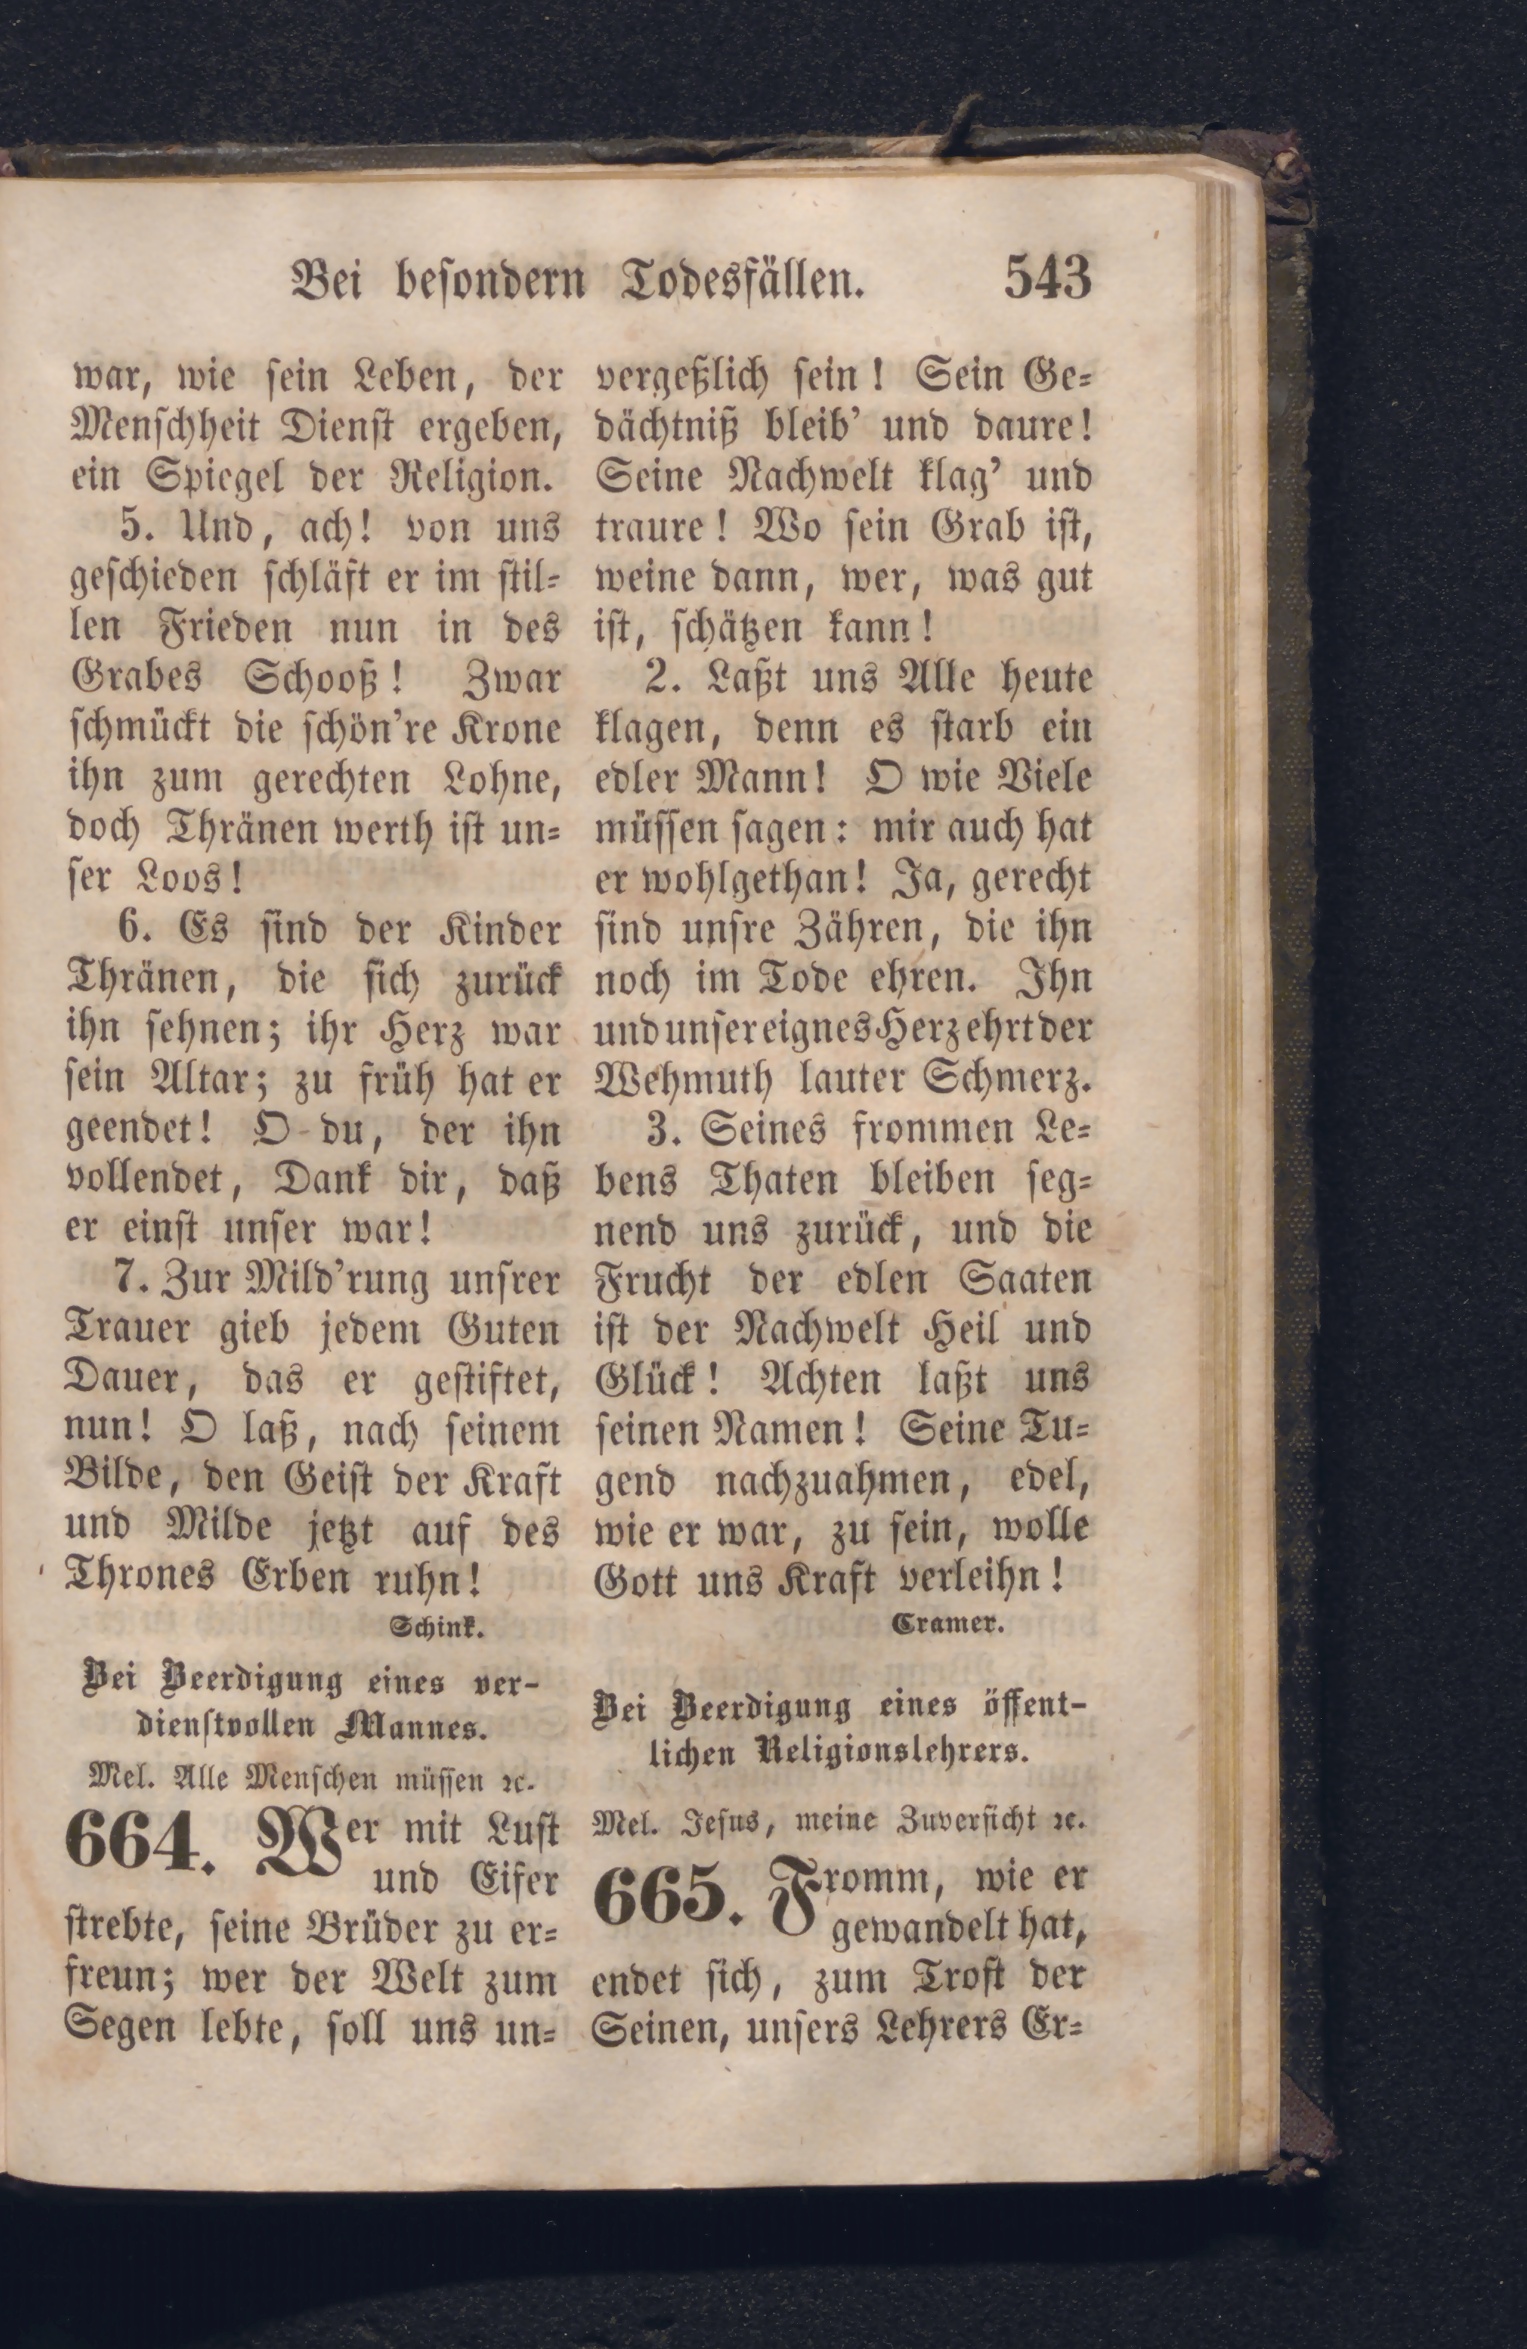 Bei besondern Todesfällen. 543
war, wie sein Leben, der
Menschheit Dienst ergeben,
ein Spiegel der Religion.
5. Und, ach! von uns
geschieden schläft er im stil=
len Frieden nun in des
Grabes Schooß! Zwar
schmückt die schön're Krone
ihn zum gerechten Lohne,
doch Thränen werth ist un=
ser Loos!
6. Es sind der Kinder
Thränen, die sich zurück
ihn sehnen; ihr Herz war
sein Altar; zu früh hat er
geendet! O du, der ihn
vollendet, Dank dir, daß
er einst unser war!
7. Zur Mild'rung unsrer
Trauer gieb jedem Guten
Dauer, das er gestiftet,
nun! O laß, nach seinem
Bilde, den Geist der Kraft
und Milde jetzt auf des
Thrones Erben ruhn!
Schink.
Bei Beerdigung eines ver-
dienstvollen Mannes.
Mel. Alle Menschen müssen ꝛc.
664. Wer mit Lust
und Eifer
strebte, seine Brüder zu er=
freun; wer der Welt zum
Segen lebte, soll uns un=
vergeßlich sein! Sein Ge=
dächtniß bleib' und daure!
Seine Nachwelt klag' und
traure! Wo sein Grab ist,
weine dann, wer, was gut
ist, schätzen kann!
2. Laßt uns Alle heute
klagen, denn es starb ein
edler Mann! O wie Viele
müssen sagen: mir auch hat
er wohlgethan! Ja, gerecht
sind unsre Zähren, die ihn
noch im Tode ehren. Ihn
und unser eignes Herz ehrt der
Wehmuth lauter Schmerz.
3. Seines frommen Le=
bens Thaten bleiben seg=
nend uns zurück, und die
Frucht der edlen Saaten
ist der Nachwelt Heil und
Glück! Achten laßt uns
seinen Namen! Seine Tu=
gend nachzuahmen, edel,
wie er war, zu sein, wolle
Gott uns Kraft verleihn!
Cramer.
Bei Beerdigung eines öffent-
lichen Religionslehrers.
Mel. Jesus, meine Zuversicht ꝛc.
665. Fromm, wie er
gewandelt hat,
endet sich, zum Trost der
Seinen, unsers Lehrers Er=